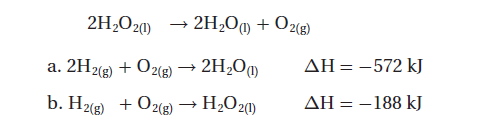 2H₂O₂₍ₗ₎ → 2H₂O₍ₗ₎ + O₂₍g₎
a. 2H₂₍g₎ + O₂₍g₎ → 2H₂O₍ₗ₎ ΔH = −572 kJ
b. H₂₍g₎ + O₂₍g₎ → H₂O₂₍ₗ₎ ΔH = −188 kJ